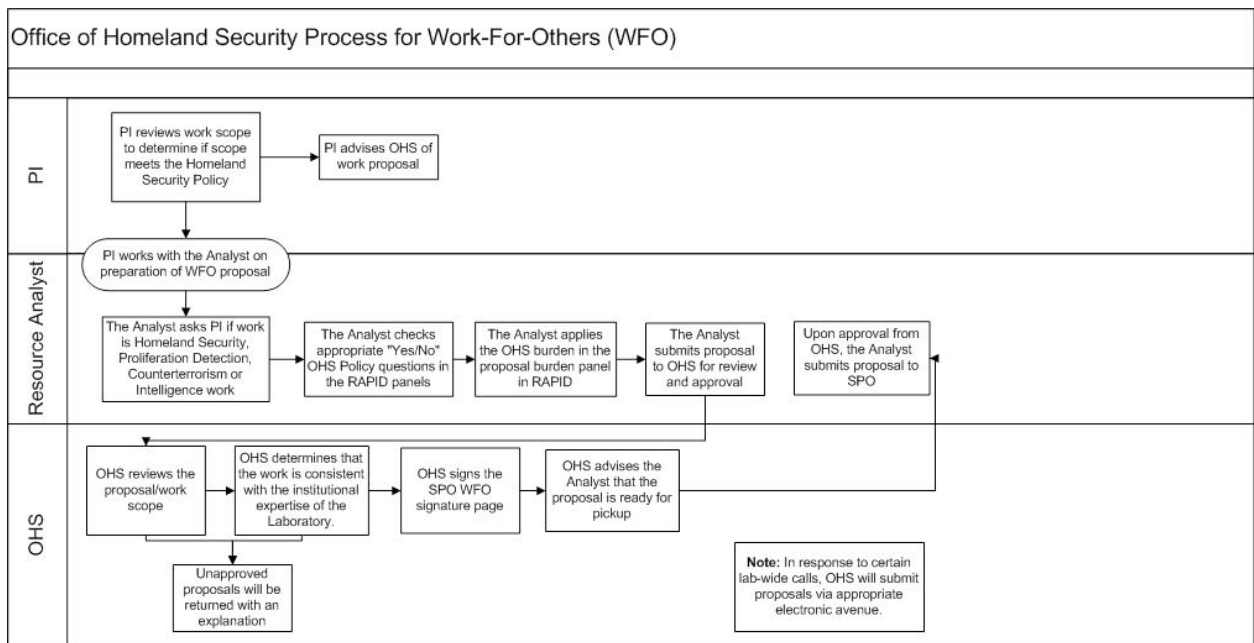 Office of Homeland Security Process for Work-For-Others (WFO)
PI
PI reviews work scope
to determine if scope
meets the Homeland
Security Policy
PI advises OHS of
work proposal
PI works with the Analyst on
preparation of WFO proposal
Resource Analyst
The Analyst asks PI if work
is Homeland Security,
Proliferation Detection,
Counterterrorism or
Intelligence work
The Analyst checks
appropriate "Yes/No"
OHS Policy questions in
the RAPID panels
The Analyst applies
the OHS burden in the
proposal burden panel
in RAPID
The Analyst
submits proposal
to OHS for review
and approval
Upon approval from
OHS, the Analyst
submits proposal to
SPO
OHS
OHS reviews the
proposal/work
scope
OHS determines that
the work is consistent
with the institutional
expertise of the
Laboratory.
OHS signs the
SPO WFO
signature page
OHS advises the
Analyst that the
proposal is ready for
pickup
Unapproved
proposals will be
returned with an
explanation
Note: In response to certain
lab-wide calls, OHS will submit
proposals via appropriate
electronic avenue.